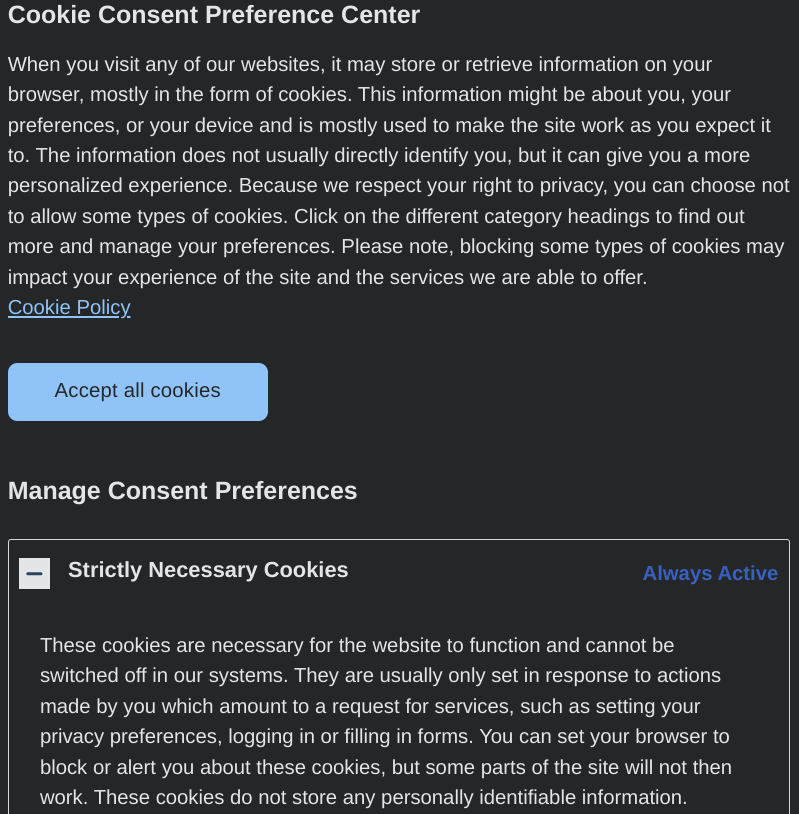 Cookie Consent Preference Center
When you visit any of our websites, it may store or retrieve information on your
browser, mostly in the form of cookies. This information might be about you, your
preferences, or your device and is mostly used to make the site work as you expect it
to. The information does not usually directly identify you, but it can give you a more
personalized experience. Because we respect your right to privacy, you can choose not
to allow some types of cookies. Click on the different category headings to find out
more and manage your preferences. Please note, blocking some types of cookies may
impact your experience of the site and the services we are able to offer.
Cookie Policy
Accept all cookies
Manage Consent Preferences
Strictly Necessary Cookies
Always Active
These cookies are necessary for the website to function and cannot be
switched off in our systems. They are usually only set in response to actions
made by you which amount to a request for services, such as setting your
privacy preferences, logging in or filling in forms. You can set your browser to
block or alert you about these cookies, but some parts of the site will not then
work. These cookies do not store any personally identifiable information.